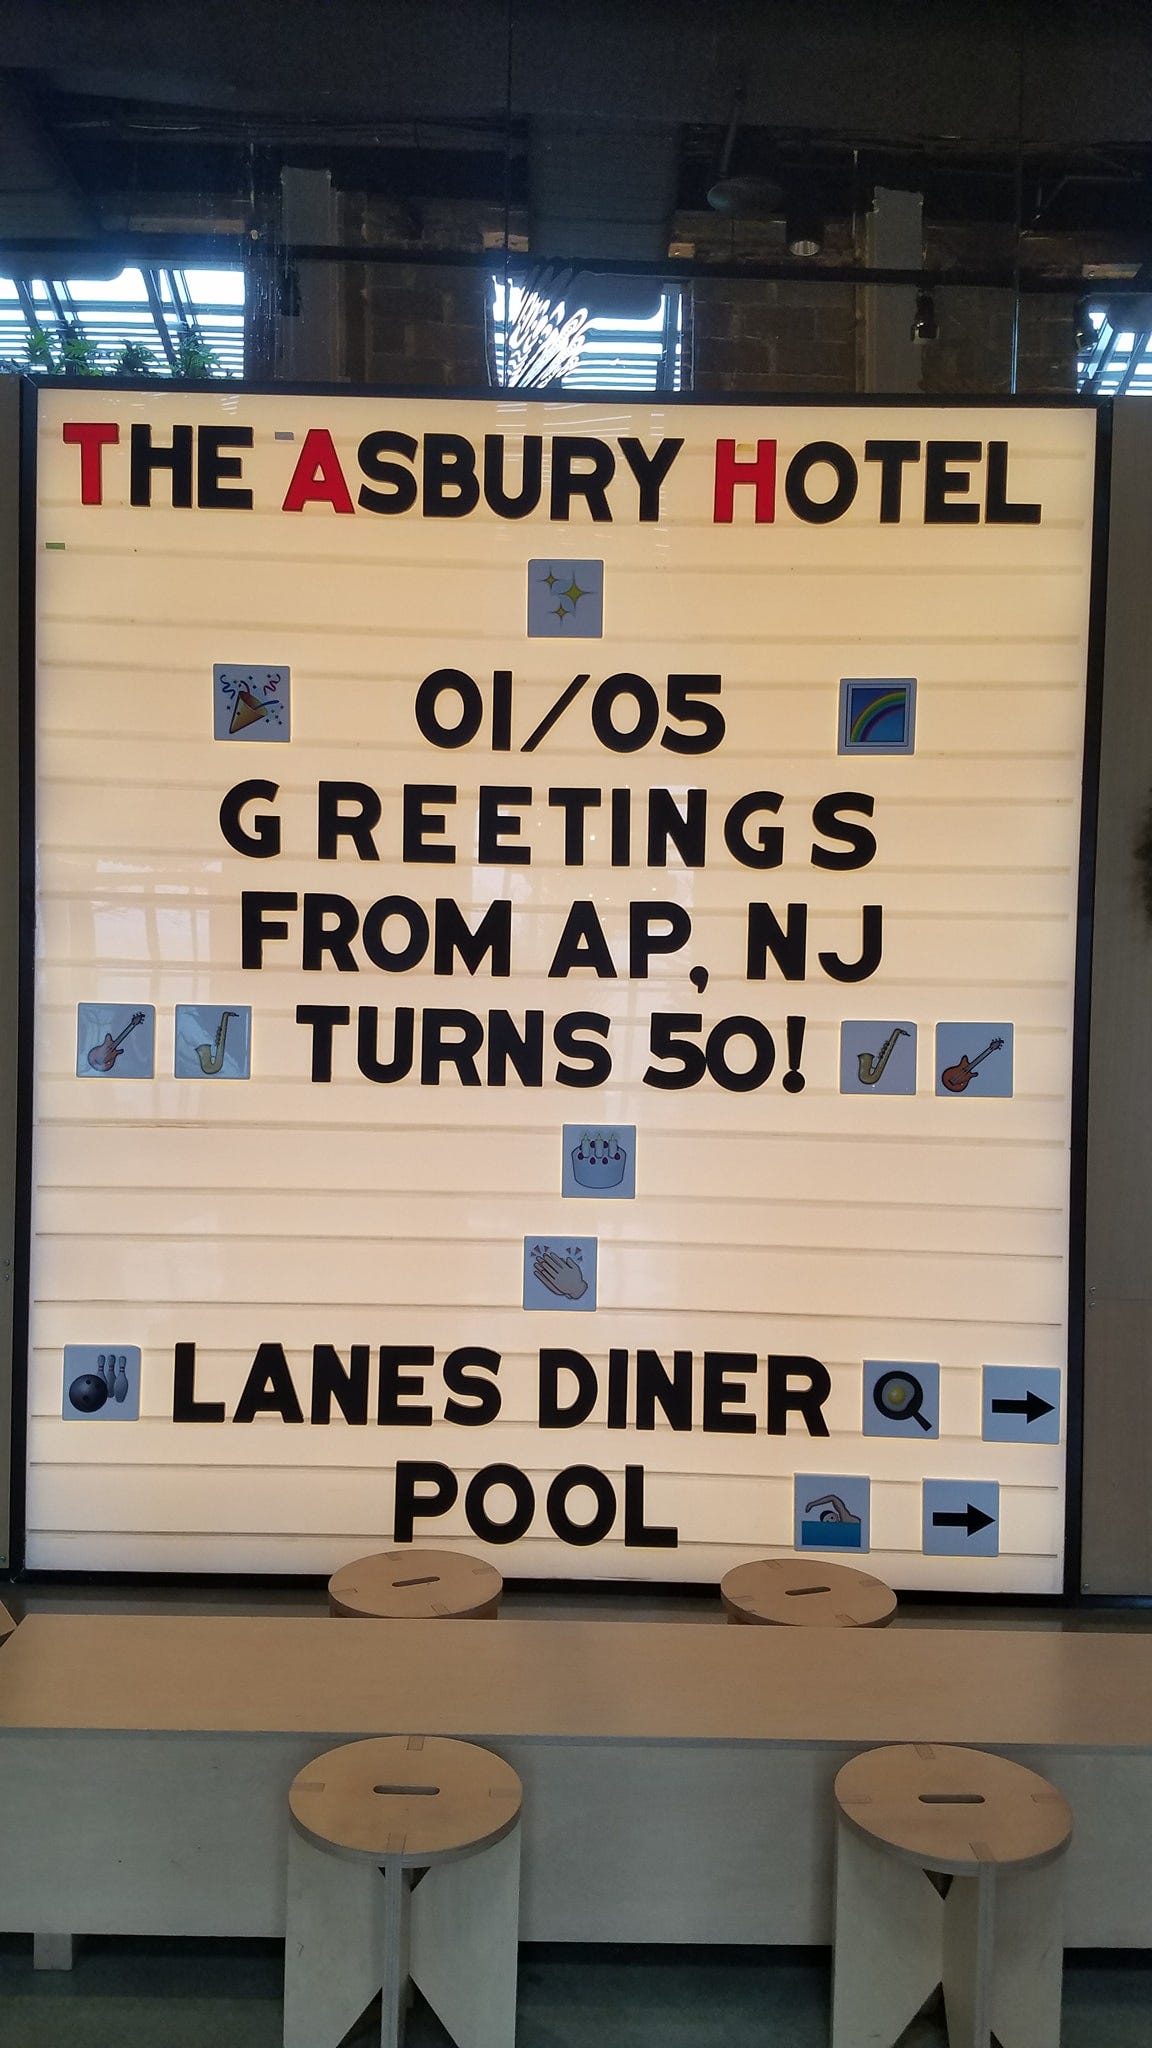 THE ASBURY HOTEL
01/05
GREETINGS
FROM AP, NJ
TURNS 50!
LANES DINER
POOL